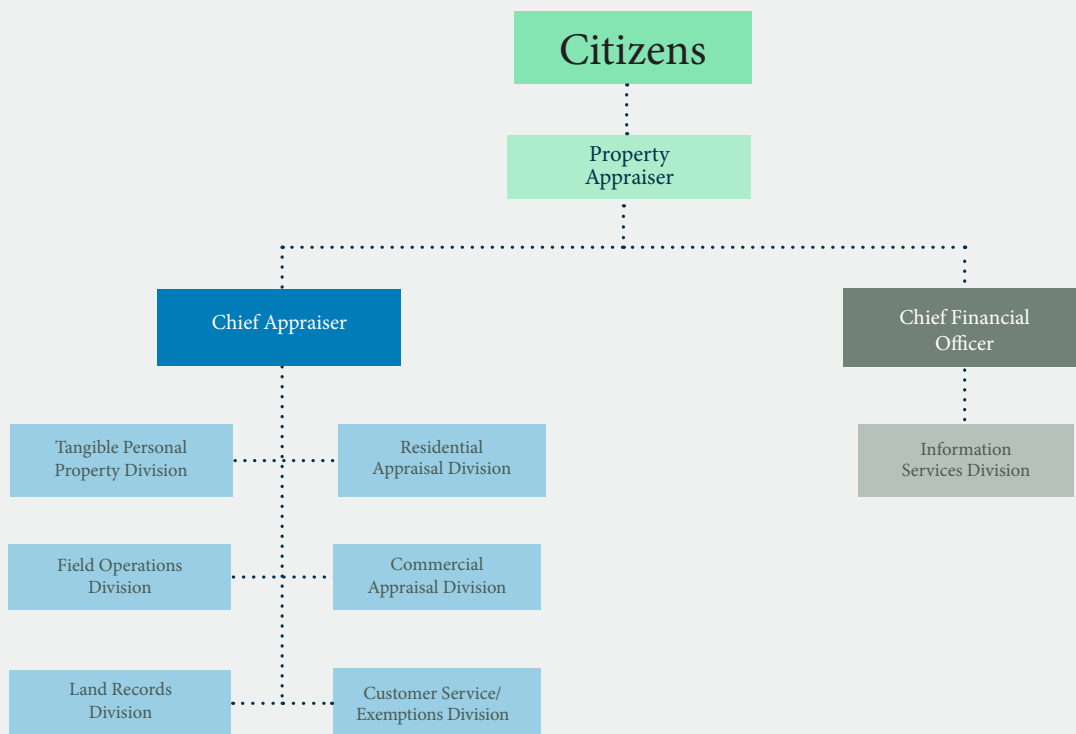 Citizens
Property
Appraiser
Chief Appraiser
Chief Financial
Officer
Tangible Personal
Property Division
Residential
Appraisal Division
Information
Services Division
Field Operations
Division
Commercial
Appraisal Division
Land Records
Division
Customer Service/
Exemptions Division